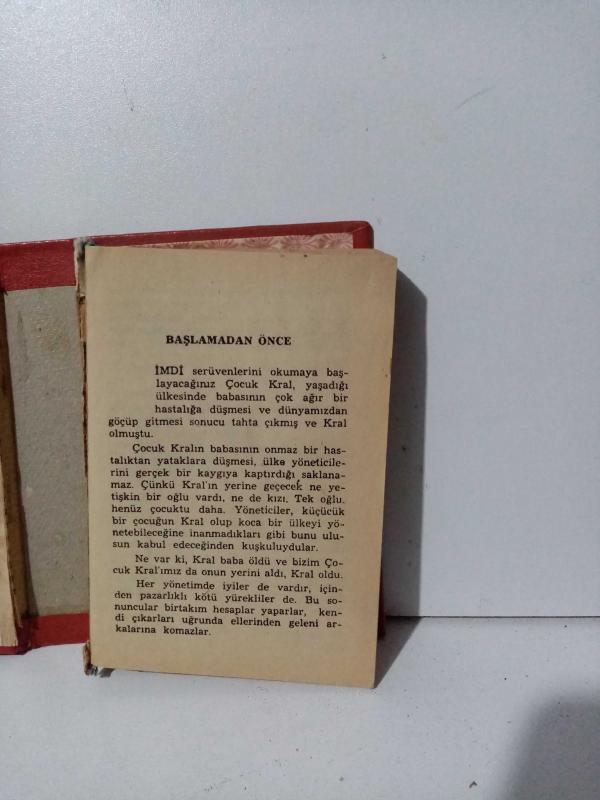 BAŞLAMADAN ÖNCE
İMDİ serüvenlerini okumaya baş-
layacağınız Çocuk Kral, yaşadığı
ülkesinde babasının çok ağır bir
hastalığa düşmesi ve dünyamızdan
göçüp gitmesi sonucu tahta çıkmış ve Kral
olmuştu.
Çocuk Kralın babasının onmaz bir has-
talıktan yataklara düşmesi, ülke yöneticile-
rini gerçek bir kaygıya kaptırdığı saklana-
maz. Çünkü Kral'ın yerine geçecek ne ye-
tişkin bir oğlu vardı, ne de kızı. Tek oğlu,
henüz çocuktu daha. Yöneticiler, küçücük
bir çocuğun Kral olup koca bir ülkeyi yö-
netebileceğine inanmadıkları gibi bunu ulu-
sun kabul edeceğinden kuşkuluydular.
Ne var ki, Kral baba öldü ve bizim Ço-
cuk Kral'ımız da onun yerini aldı, Kral oldu.
Her yönetimde iyiler de vardır, için-
den pazarlıklı kötü yürekliler de. Bu so-
nuncular birtakım hesaplar yaparlar, ken-
di çıkarları uğrunda ellerinden geleni ar-
kalarına komazlar.